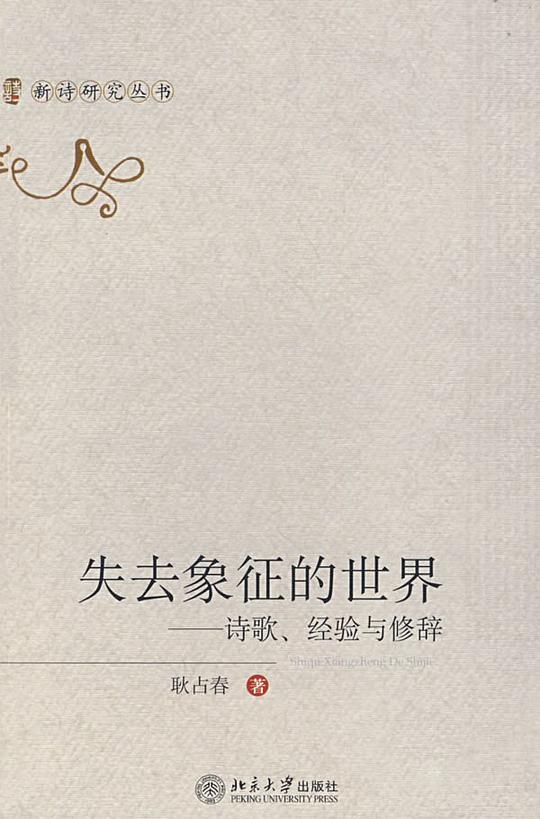 新诗研究丛书
失去象征的世界
——诗歌、经验与修辞
Shiqu Xiangzheng De Shijie
耿占春 著
北京大学出版社
PEKING UNIVERSITY PRESS